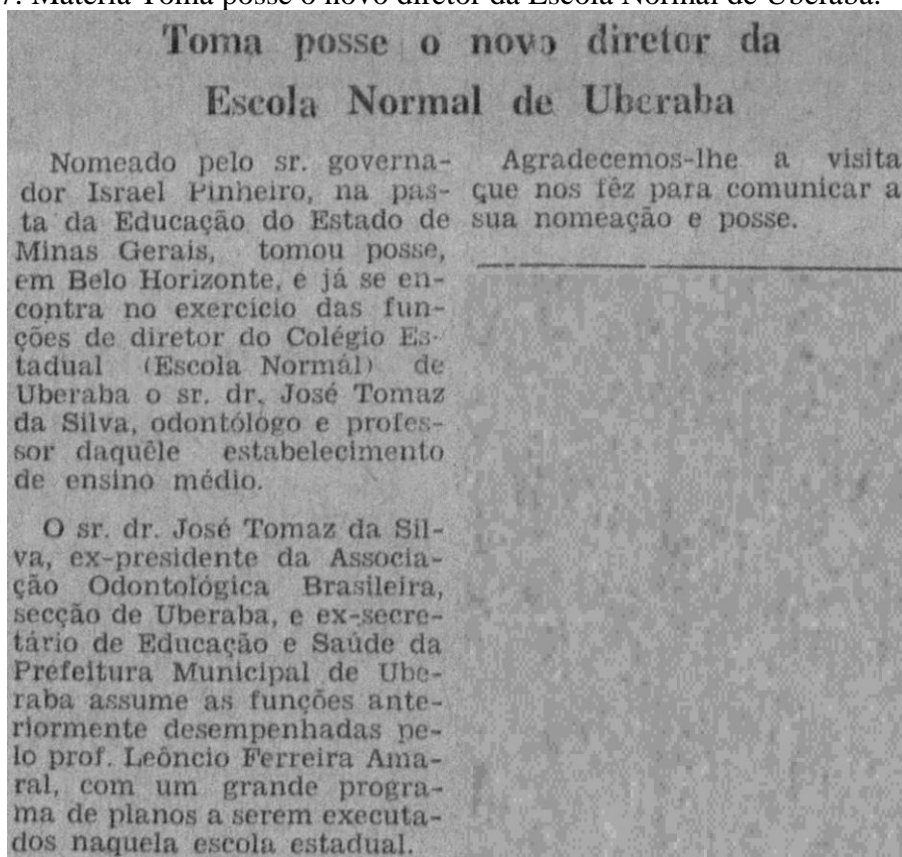 7. Matéria Toma posse o novo diretor da Escola Normal de Uberaba.
Toma posse o novo diretor da
Escola Normal de Uberaba
Nomeado pelo sr. governa-
dor Israel Pinheiro, na pas-
ta da Educação do Estado de
Minas Gerais, tomou posse,
em Belo Horizonte, e já se en-
contra no exercício das fun-
ções de diretor do Colégio Es-
tadual (Escola Normál) de
Uberaba o sr. dr. José Tomaz
da Silva, odontólogo e profes-
sor daquêle estabelecimento
de ensino médio.
O sr. dr. José Tomaz da Sil-
va, ex-presidente da Associa-
ção Odontológica Brasileira,
secção de Uberaba, e ex-secre-
tário de Educação e Saúde da
Prefeitura Municipal de Ube-
raba assume as funções ante-
riormente desempenhadas pe-
lo prof. Leôncio Ferreira Ama-
ral, com um grande progra-
ma de planos a serem executa-
dos naquela escola estadual.
Agradecemos-lhe a visita
que nos fêz para comunicar a
sua nomeação e posse.